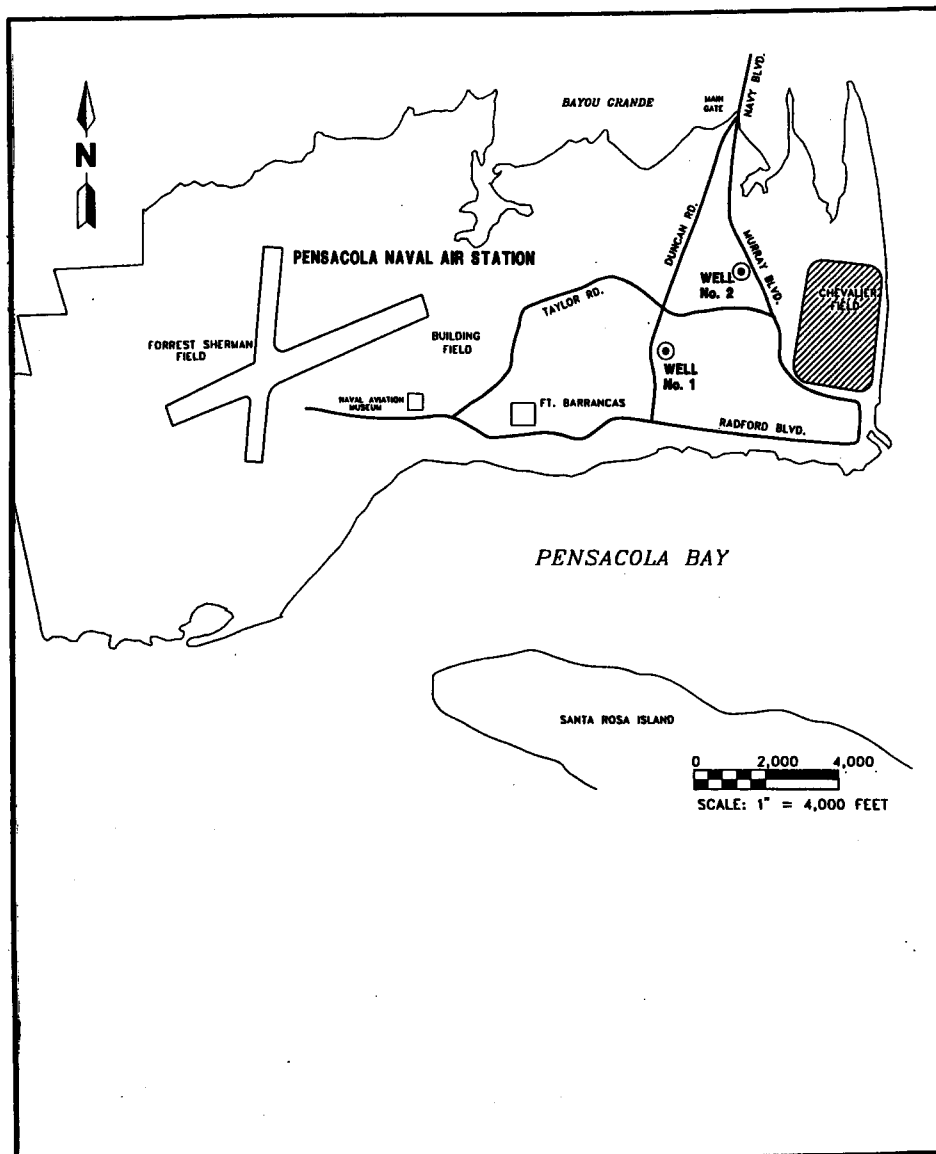 NAVY BLVD.
BAYOU GRANDE
MAIN
GATE
N
DUNCAN RD.
MURRAY BLVD.
PENSACOLA NAVAL AIR STATION
WELL
No. 2
CHEVALIER
FIELD
TAYLOR RD.
FORREST SHERMAN
FIELD
BUILDING
FIELD
WELL
No. 1
NAVAL AVIATION
MUSEUM
FT. BARRANCAS
RADFORD BLVD.
PENSACOLA BAY
SANTA ROSA ISLAND
0 2,000 4,000
SCALE: 1" = 4,000 FEET